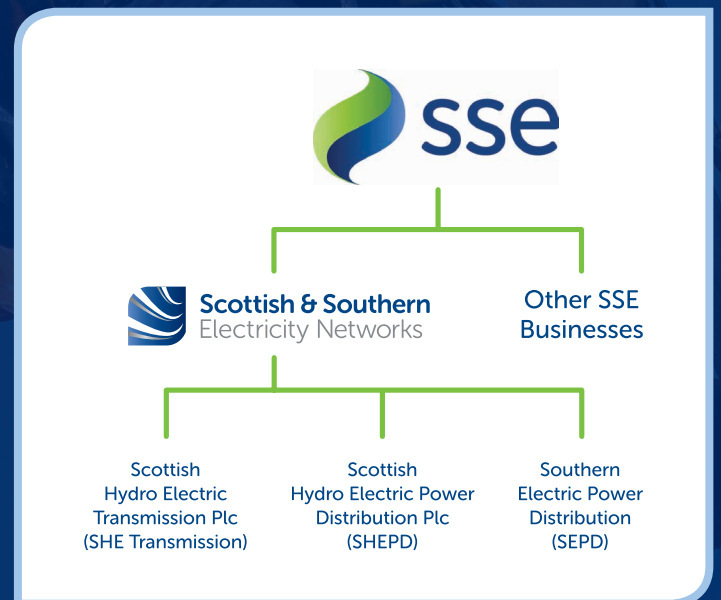 sse
Scottish & Southern
Electricity Networks
Other SSE
Businesses
Scottish
Hydro Electric
Transmission Plc
(SHE Transmission)
Scottish
Hydro Electric Power
Distribution Plc
(SHEPD)
Southern
Electric Power
Distribution
(SEPD)